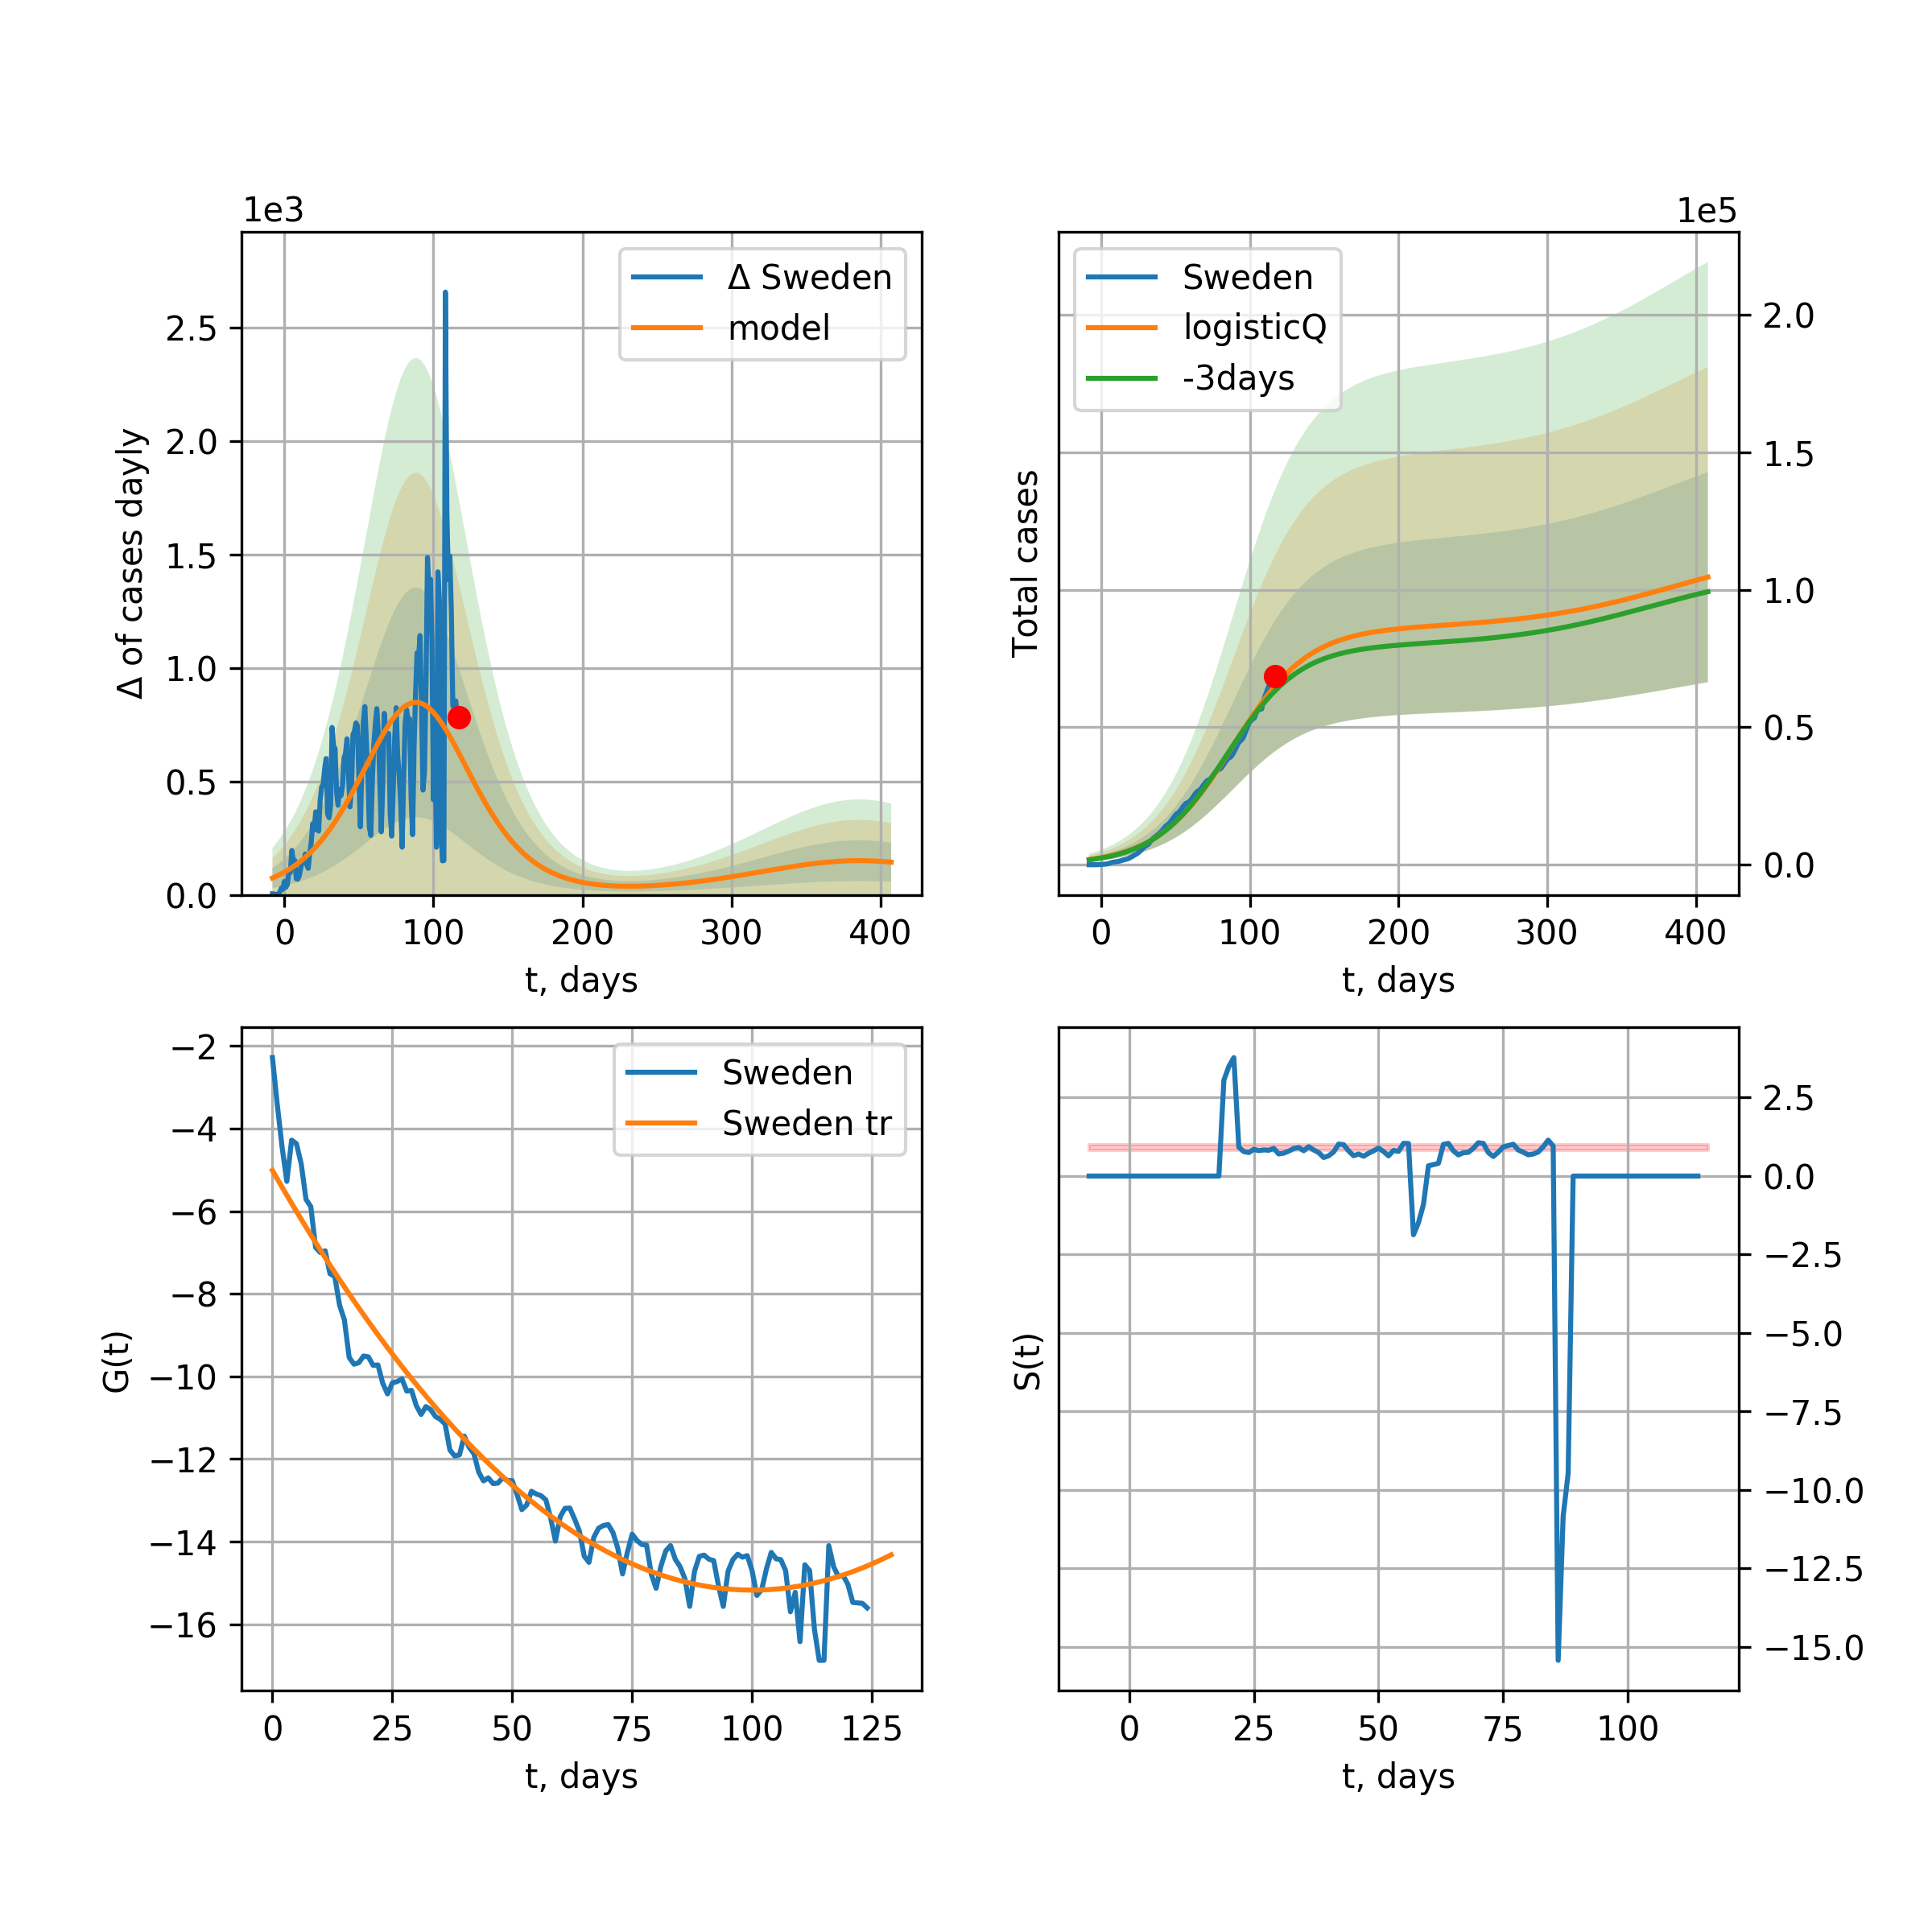 1e3
Δ Sweden
model
2.5
2.0
1.5
1.0
0.5
0.0
Δ of cases dayly
0 100 200 300 400
t, days
1e5
Sweden
logisticQ
-3days
2.0
1.5
1.0
0.5
0.0
Total cases
0 100 200 300 400
t, days
Sweden
Sweden tr
−2
−4
−6
−8
−10
−12
−14
−16
G(t)
0 25 50 75 100 125
t, days
2.5
0.0
−2.5
−5.0
−7.5
−10.0
−12.5
−15.0
S(t)
0 25 50 75 100
t, days